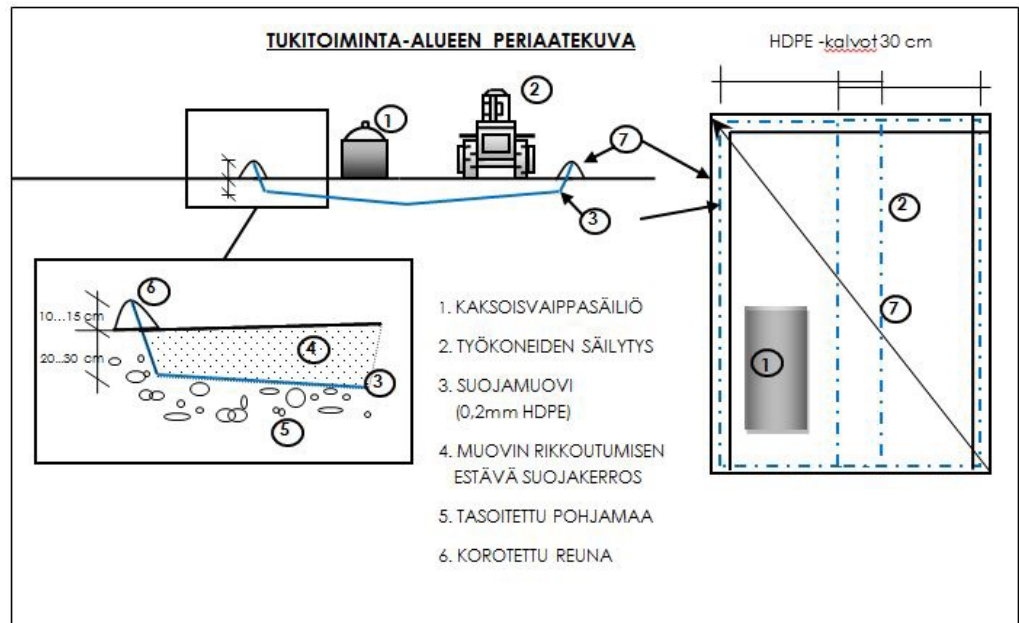 TUKITOIMINTA-ALUEEN PERIAATEKUVA
HDPE -kalvot 30 cm
1
2
7
3
2
7
1
6
10...15 cm
20...30 cm
4
3
5
1. KAKSOISVAIPPASÄILIÖ
2. TYÖKONEIDEN SÄILYTYS
3. SUOJAMUOVI
(0,2mm HDPE)
4. MUOVIN RIKKOUTUMISEN
ESTÄVÄ SUOJAKERROS
5. TASOITETTU POHJAMAA
6. KOROTETTU REUNA